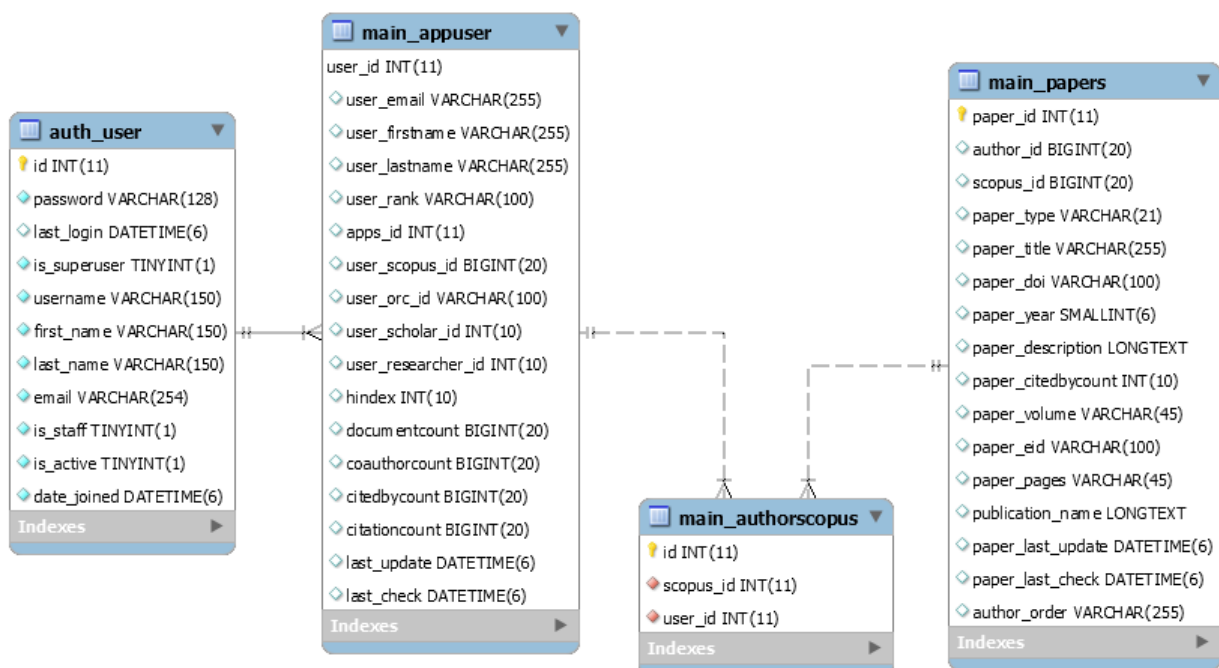 auth_user
id INT(11)
password VARCHAR(128)
last_login DATETIME(6)
is_superuser TINYINT(1)
username VARCHAR(150)
first_name VARCHAR(150)
last_name VARCHAR(150)
email VARCHAR(254)
is_staff TINYINT(1)
is_active TINYINT(1)
date_joined DATETIME(6)
Indexes
main_appuser
user_id INT(11)
user_email VARCHAR(255)
user_firstname VARCHAR(255)
user_lastname VARCHAR(255)
user_rank VARCHAR(100)
apps_id INT(11)
user_scopus_id BIGINT(20)
user_orc_id VARCHAR(100)
user_scholar_id INT(10)
user_researcher_id INT(10)
hindex INT(10)
documentcount BIGINT(20)
coauthorcount BIGINT(20)
citedbycount BIGINT(20)
citationcount BIGINT(20)
last_update DATETIME(6)
last_check DATETIME(6)
Indexes
main_authorscopus
id INT(11)
scopus_id INT(11)
user_id INT(11)
Indexes
main_papers
paper_id INT(11)
author_id BIGINT(20)
scopus_id BIGINT(20)
paper_type VARCHAR(21)
paper_title VARCHAR(255)
paper_doi VARCHAR(100)
paper_year SMALLINT(6)
paper_description LONGTEXT
paper_citedbycount INT(10)
paper_volume VARCHAR(45)
paper_eid VARCHAR(100)
paper_pages VARCHAR(45)
publication_name LONGTEXT
paper_last_update DATETIME(6)
paper_last_check DATETIME(6)
author_order VARCHAR(255)
Indexes